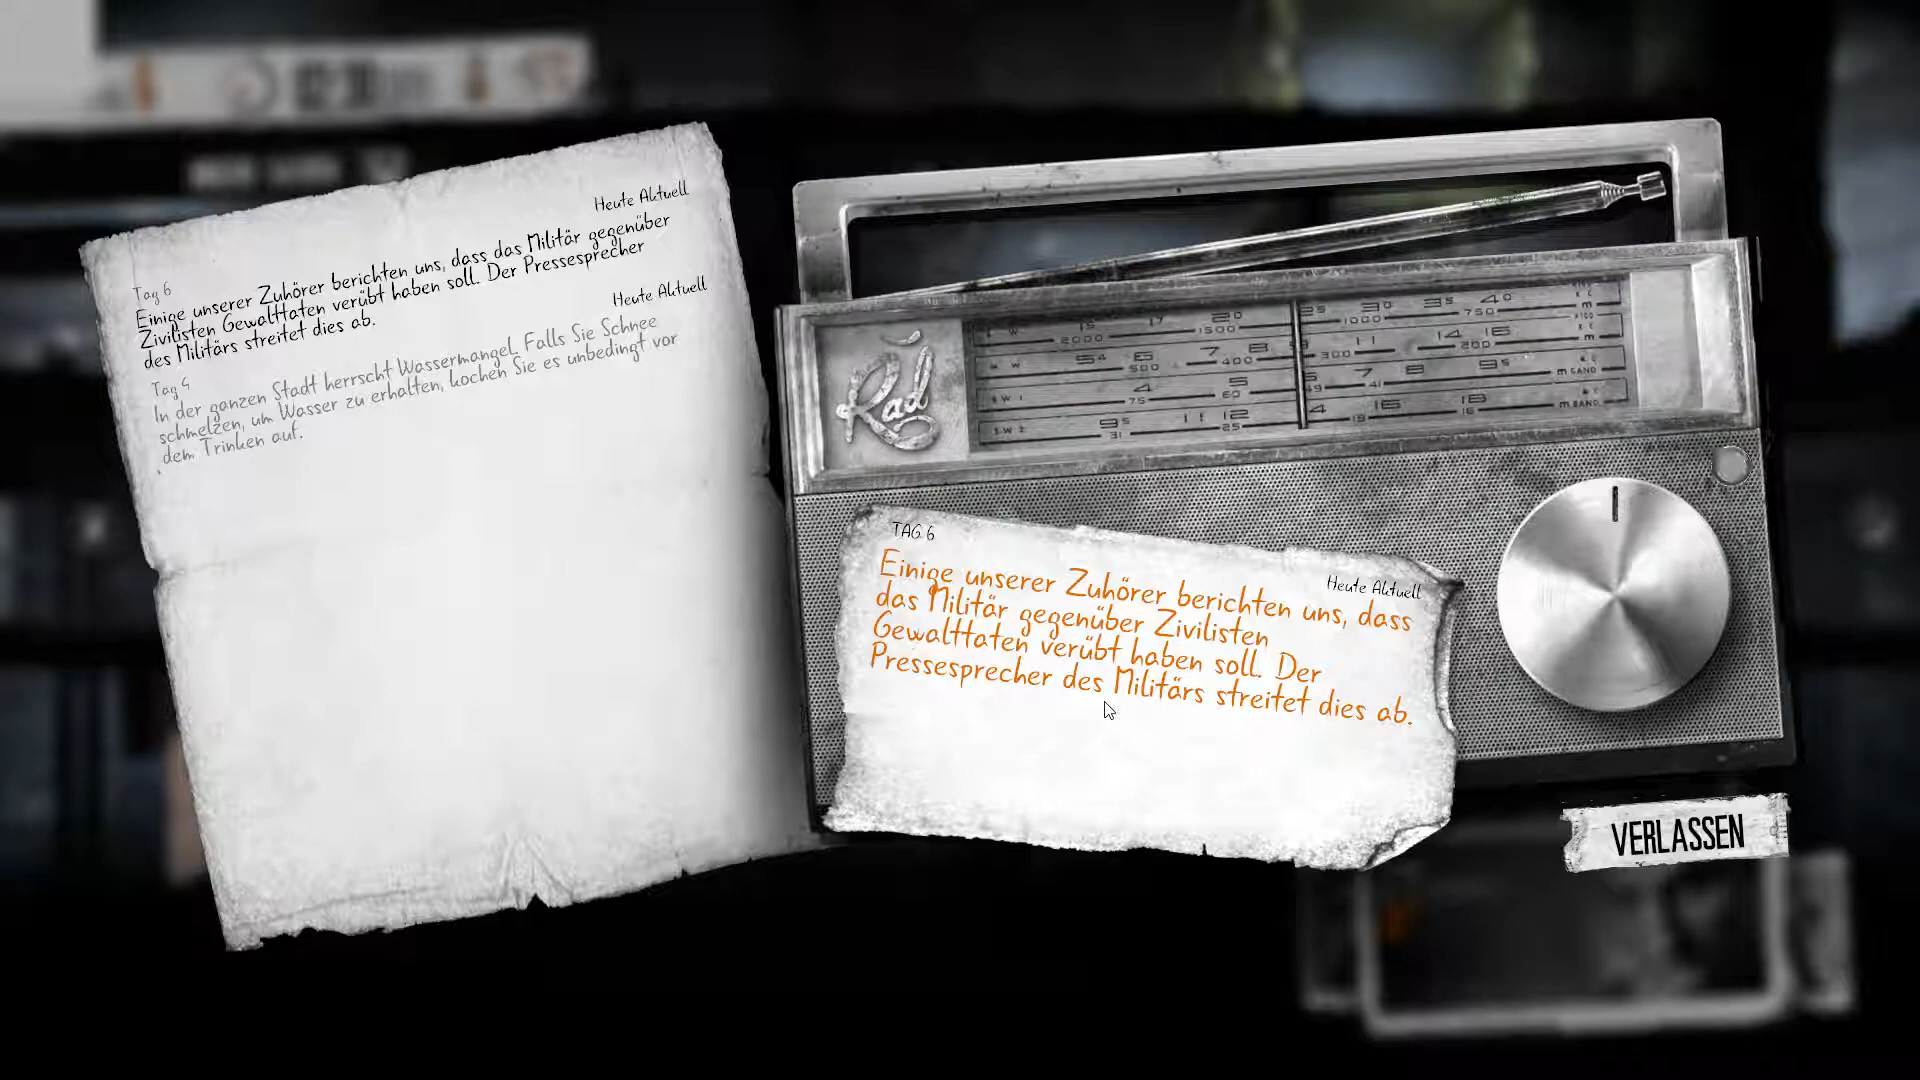 Heute Aktuell
Tag 6
Einige unserer Zuhörer berichten uns, dass das Militär gegenüber
Zivilisten Gewalttaten verübt haben soll. Der Pressesprecher
des Militärs streitet dies ab.
Heute Aktuell
Tag 4
In der ganzen Stadt herrscht Wassermangel. Falls Sie Schnee
schmelzen, um Wasser zu erhalten, kochen Sie es unbedingt vor
dem Trinken auf.
Rad
TAG 6
Heute Aktuell
Einige unserer Zuhörer berichten uns, dass
das Militär gegenüber Zivilisten
Gewalttaten verübt haben soll. Der
Pressesprecher des Militärs streitet dies ab.
VERLASSEN